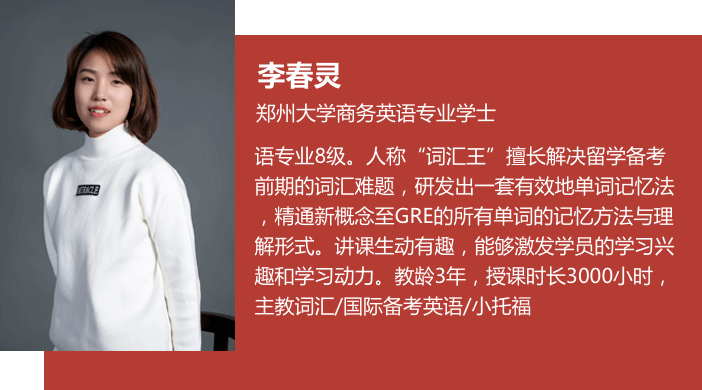 李春灵
郑州大学商务英语专业学士
语专业8级。人称“词汇王”擅长解决留学备考
前期的词汇难题，研发出一套有效地单词记忆法
，精通新概念至GRE的所有单词的记忆方法与理
解形式。讲课生动有趣，能够激发学员的学习兴
趣和学习动力。教龄3年，授课时长3000小时，
主教词汇/国际备考英语/小托福